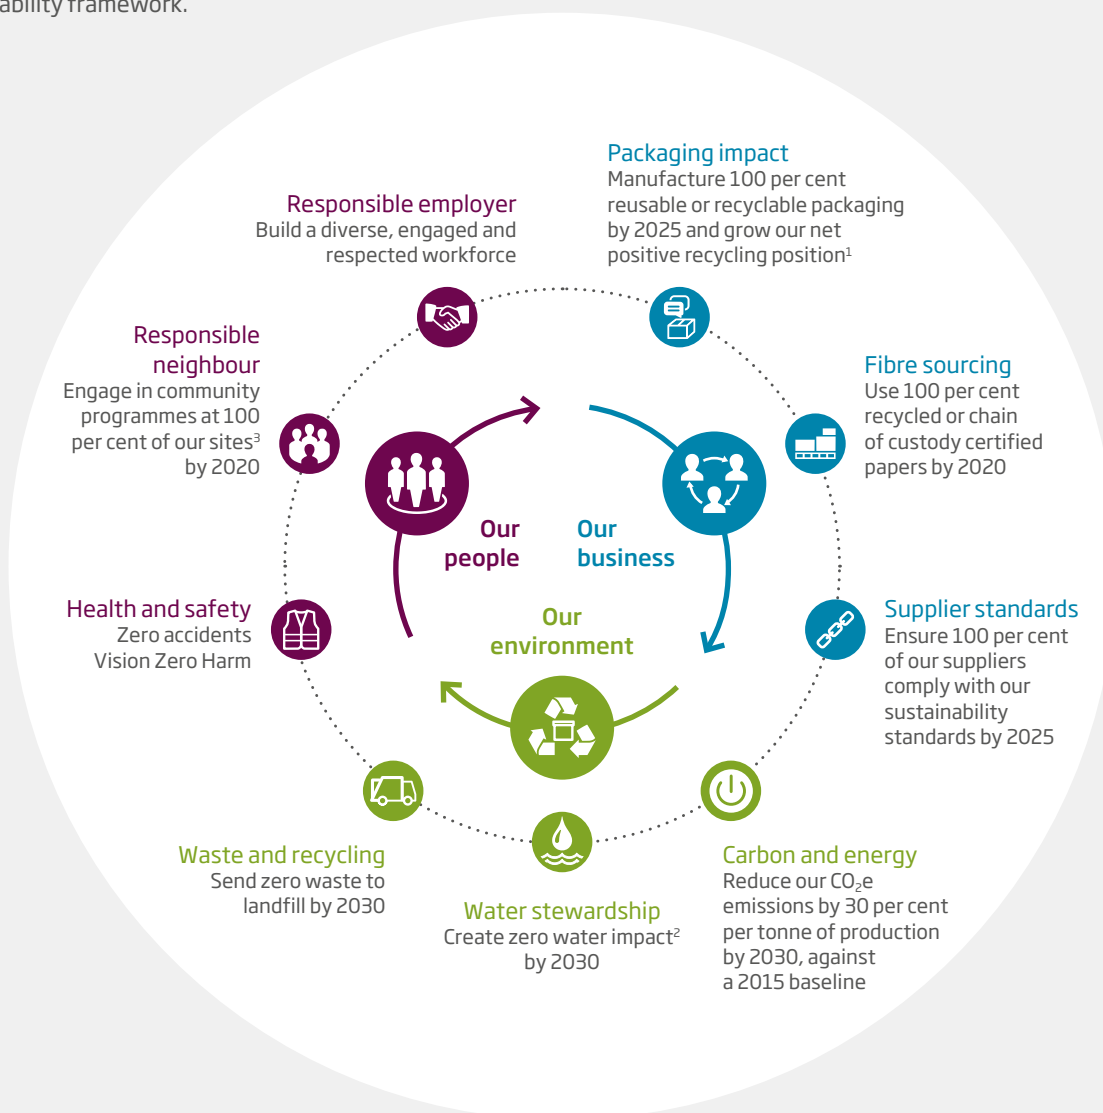 ability framework.
Packaging impact
Manufacture 100 per cent
reusable or recyclable packaging
by 2025 and grow our net
positive recycling position¹
Responsible employer
Build a diverse, engaged and
respected workforce
Responsible
neighbour
Engage in community
programmes at 100
per cent of our sites³
by 2020
Fibre sourcing
Use 100 per cent
recycled or chain
of custody certified
papers by 2020
Our
people
Our
business
Our
environment
Health and safety
Zero accidents
Vision Zero Harm
Supplier standards
Ensure 100 per cent
of our suppliers
comply with our
sustainability
standards by 2025
Waste and recycling
Send zero waste to
landfill by 2030
Water stewardship
Create zero water impact²
by 2030
Carbon and energy
Reduce our CO₂e
emissions by 30 per cent
per tonne of production
by 2030, against
a 2015 baseline